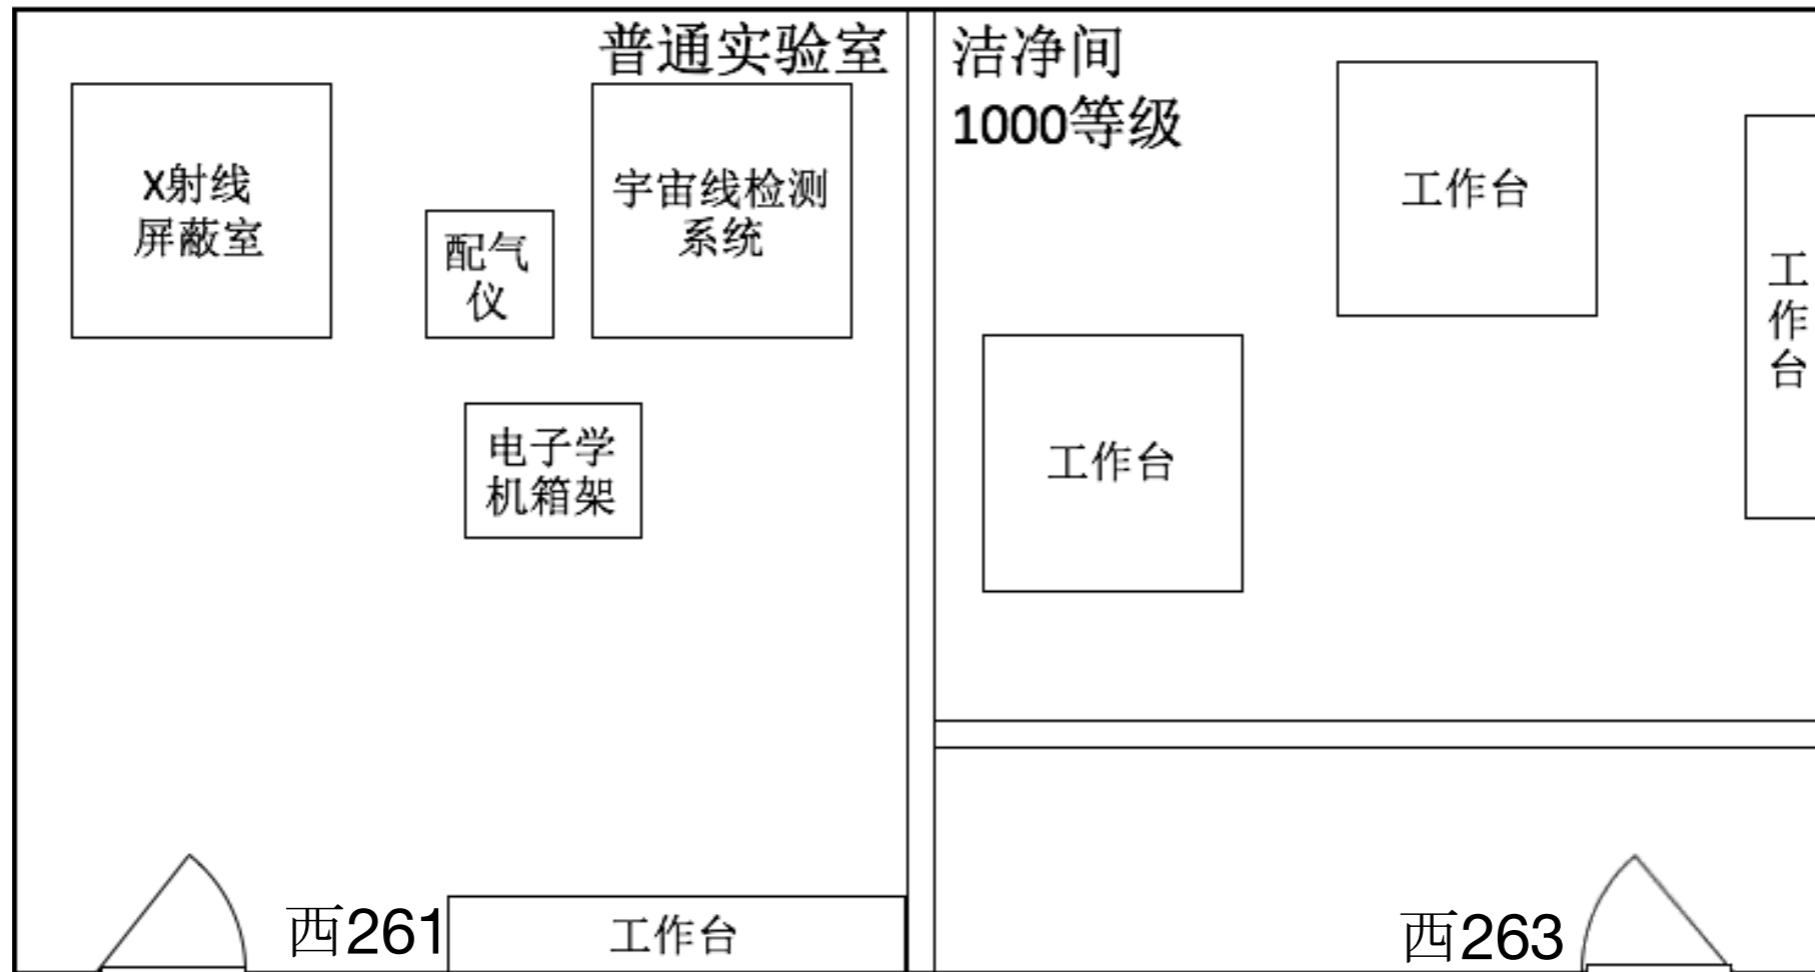 普通实验室
X射线
屏蔽室
配气
仪
宇宙线检测
系统
电子学
机箱架
西261
工作台
洁净间
1000等级
工作台
工作台
工
作
台
西263